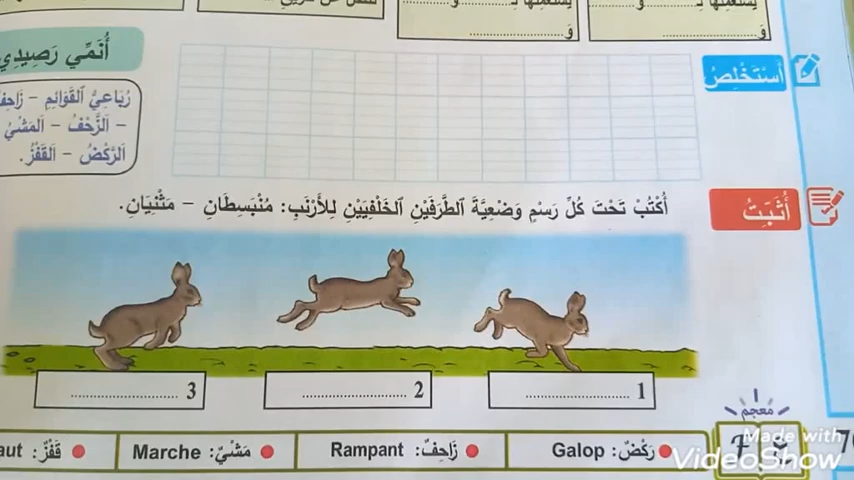 يَسْتَعْمِلُهَا لِـ ........ وَ ........ يَسْتَعْمِلُهَا لِـ ........ وَ ........
وَ ........................ وَ ........................
أَسْتَخْلِصُ
أُنَمِّي رَصِيدِي
رُبَاعِيُّ ٱلْقَوَائِمِ -
- ٱلزَّحْفُ - ٱلْمَشْيُ
ٱلرَّكْضُ - ٱلْقَفْزُ.
أُثَبِّتُ
أَكْتُبُ تَحْتَ كُلِّ رَسْمٍ وَضْعِيَّةَ ٱلطَّرَفَيْنِ ٱلْخَلْفِيَيْنِ لِلْأَرْنَبِ: مُنْبَسِطَانِ - مَثْنِيَانِ.
1 ........................
2 ........................
3 ........................
معجم
رَكْضٌ: Galop
زَاحِفٌ: Rampant
مَشْيٌ: Marche
قَفْزٌ: aut
Made with
VideoShow